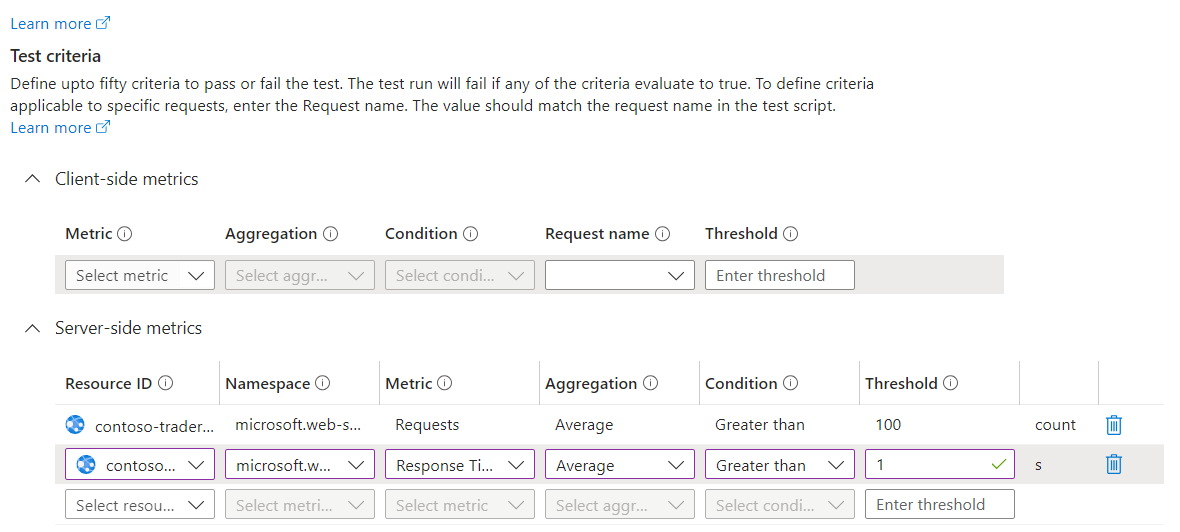 Learn more
Test criteria
Define upto fifty criteria to pass or fail the test. The test run will fail if any of the criteria evaluate to true. To define criteria
applicable to specific requests, enter the Request name. The value should match the request name in the test script.
Learn more
Client-side metrics
Metric Aggregation Condition Request name Threshold
Select metric Select aggr... Select condi... Enter threshold
Server-side metrics
Resource ID Namespace Metric Aggregation Condition Threshold
contoso-trader... microsoft.web-s... Requests Average Greater than 100 count
contoso... microsoft.w... Response Ti... Average Greater than 1 s
Select resou... Select metri... Select metric Select aggr... Select condi... Enter threshold